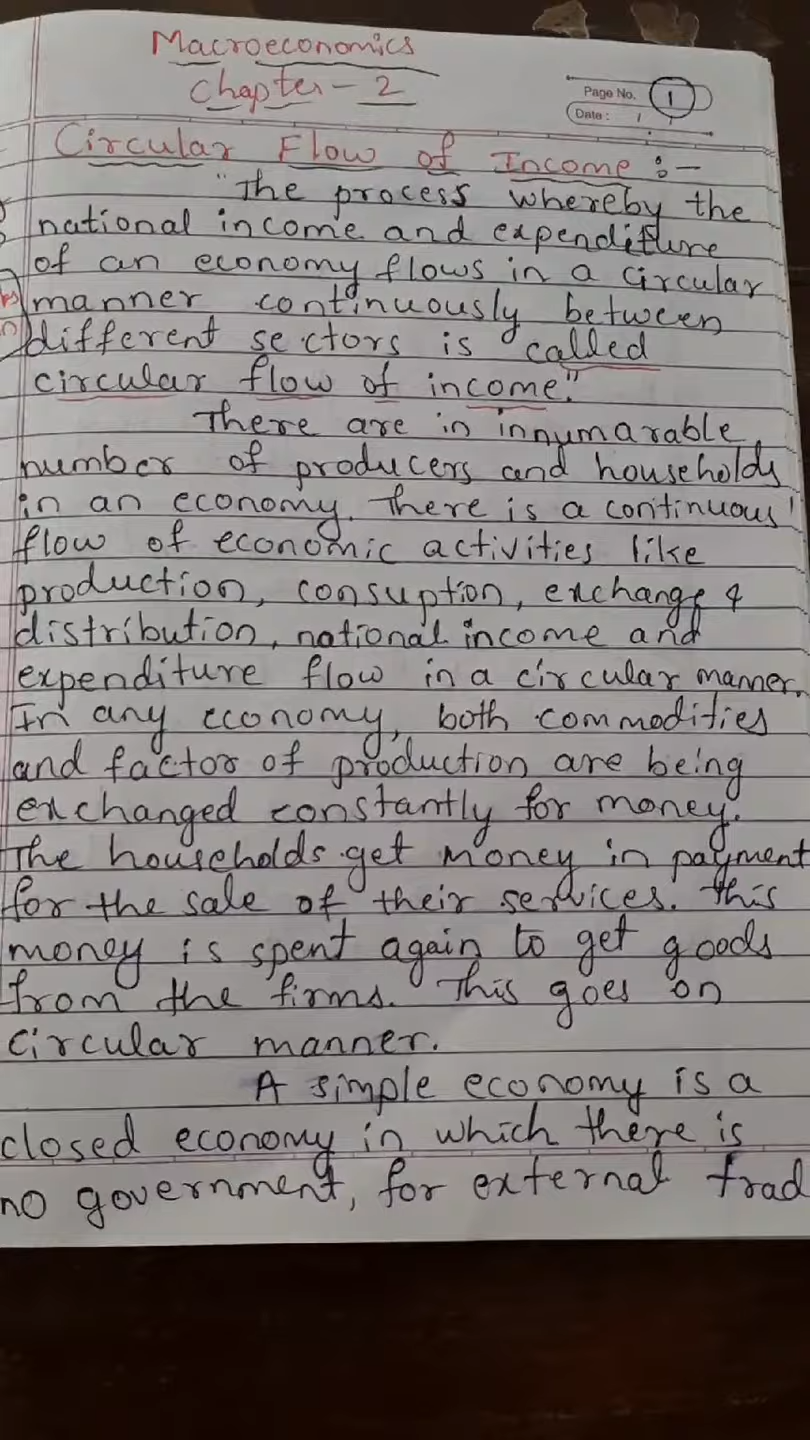 Macroeconomics
Chapter - 2
Page No. 1
Date : / /
Circular Flow of Income :-
"The process whereby the
national income and expenditure
of an economy flows in a circular
manner continuously between
different sectors is called
circular flow of income."
There are in innumarable
number of producers and households
in an economy. There is a continuous
flow of economic activities like
production, consuption, exchange &
distribution, national income and
expenditure flow in a circular manner.
In any economy, both commodities
and factor of production are being
exchanged constantly for money.
The households get money in payment
for the sale of their services. This
money is spent again to get goods
from the firms. This goes on
circular manner.
A simple economy is a
closed economy in which there is
no government, for external trad